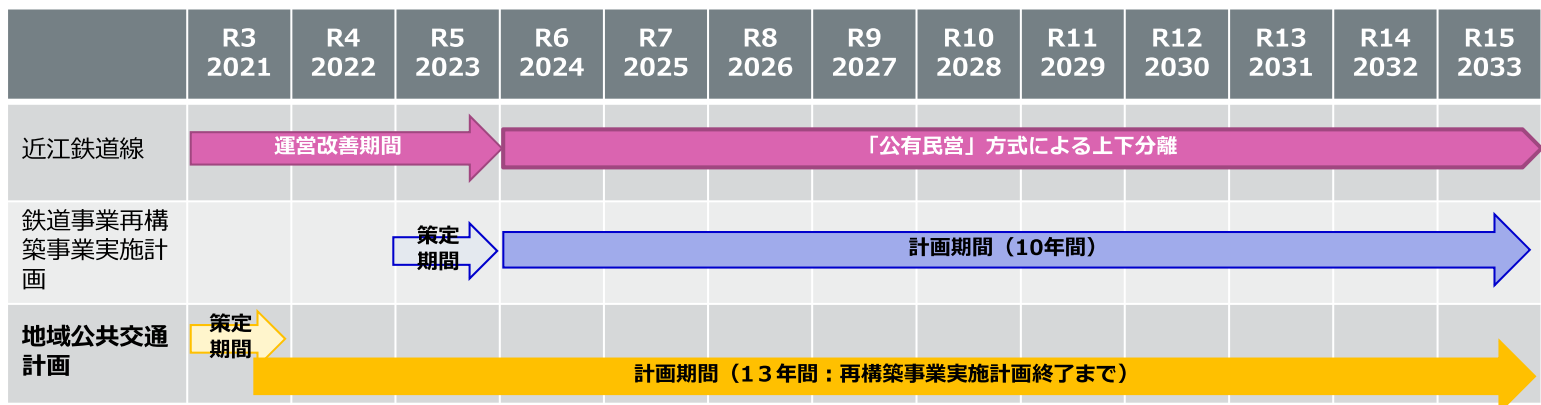 R3 R4 R5 R6 R7 R8 R9 R10 R11 R12 R13 R14 R15
2021 2022 2023 2024 2025 2026 2027 2028 2029 2030 2031 2032 2033
近江鉄道線
運営改善期間
「公有民営」方式による上下分離
鉄道事業再構
築事業実施計
画
策定
期間
計画期間（10年間）
地域公共交通
計画
策定
期間
計画期間（1３年間：再構築事業実施計画終了まで）